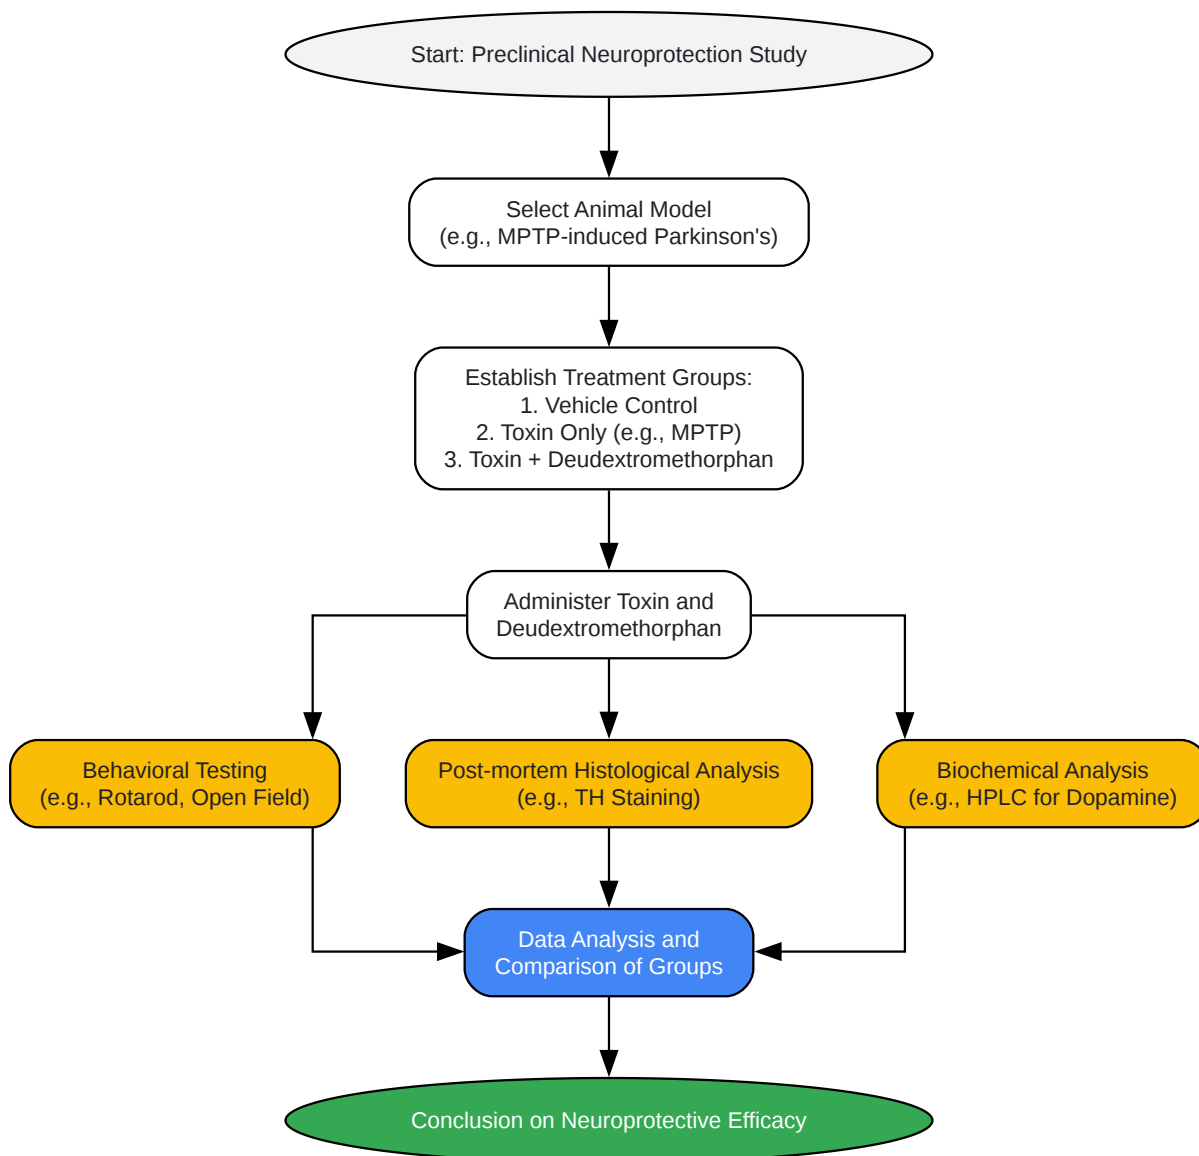 Start: Preclinical Neuroprotection Study
Select Animal Model
(e.g., MPTP-induced Parkinson's)
Establish Treatment Groups:
1. Vehicle Control
2. Toxin Only (e.g., MPTP)
3. Toxin + Deudextromethorphan
Administer Toxin and
Deudextromethorphan
Behavioral Testing
(e.g., Rotarod, Open Field)
Post-mortem Histological Analysis
(e.g., TH Staining)
Biochemical Analysis
(e.g., HPLC for Dopamine)
Data Analysis and
Comparison of Groups
Conclusion on Neuroprotective Efficacy